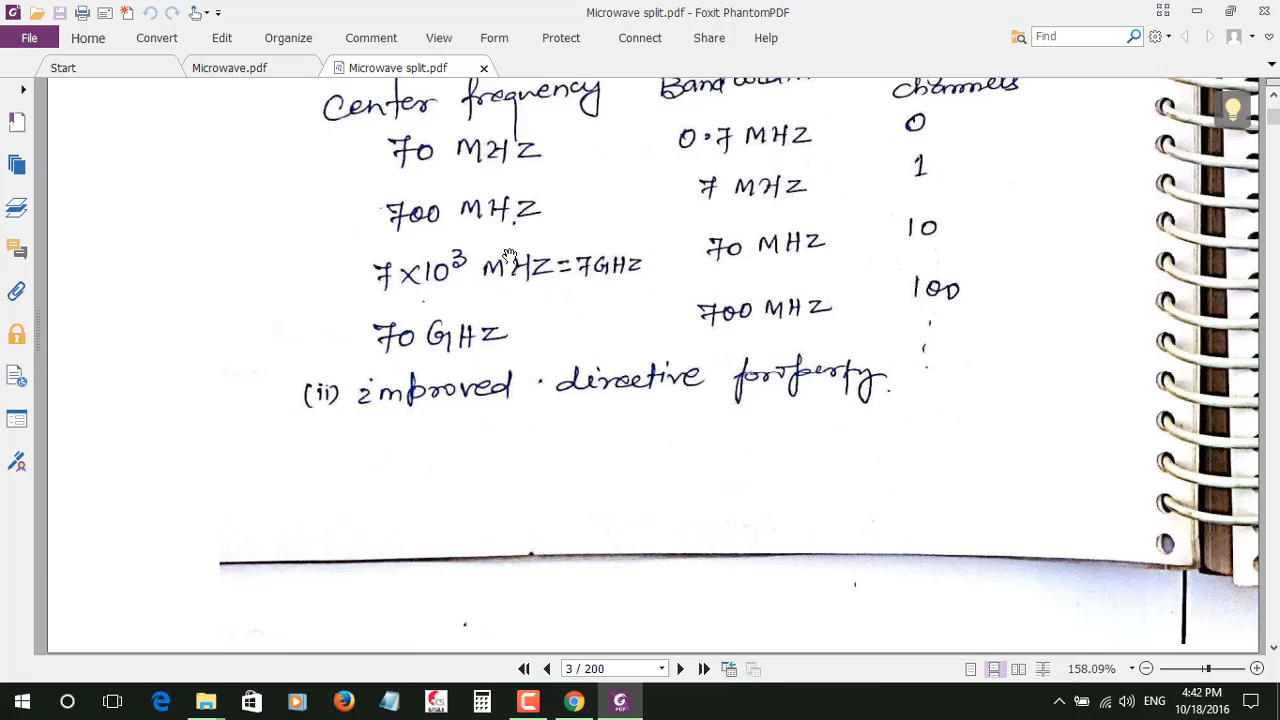 Microwave split.pdf - Foxit PhantomPDF
File Home Convert Edit Organize Comment View Form Protect Connect Share Help Find
Start Microwave.pdf Microwave split.pdf
Center frequency channels
70 MHZ 0.7 MHZ 0
700 MHZ 7 MHZ 1
7×10³ MHZ=7GHZ 70 MHZ 10
70 GHZ 700 MHZ 100
(ii) improved directive property.
3 / 200 158.09%
ENG 4:42 PM
10/18/2016